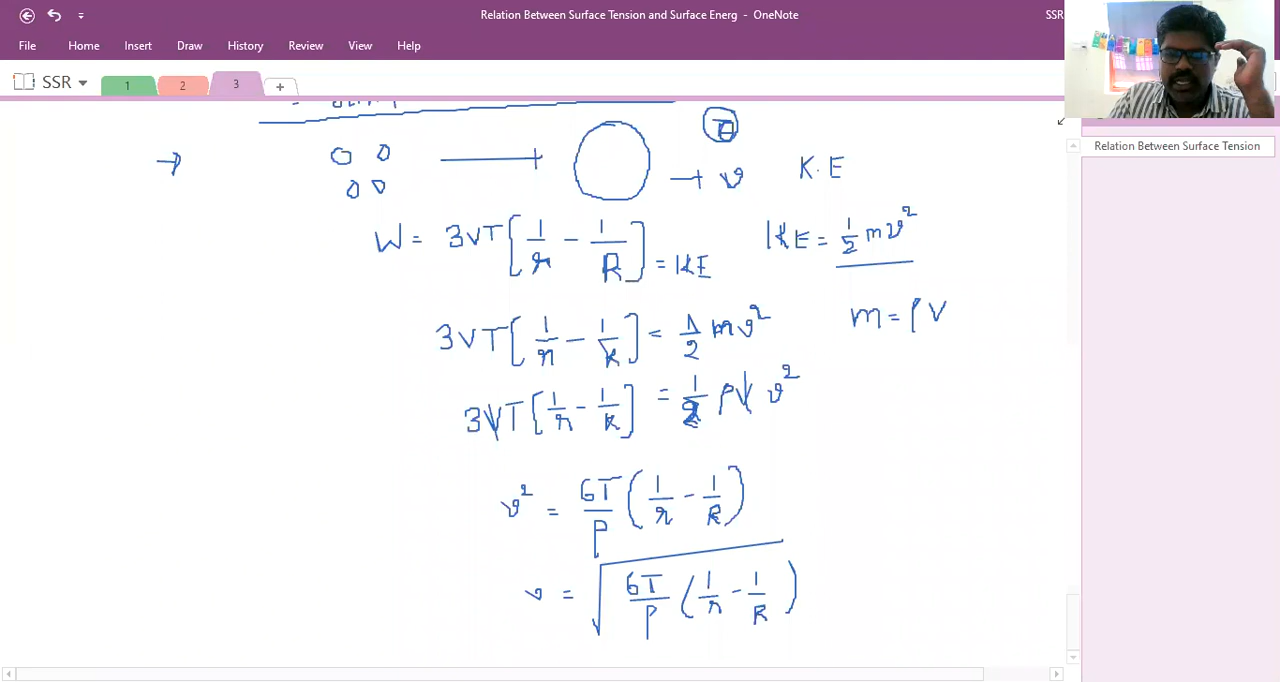 Relation Between Surface Tension and Surface Energ - OneNote
SSR
File Home Insert Draw History Review View Help
SSR 1 2 3 +
Relation Between Surface Tension
E
→ v K.E
W = 3VT[1/r - 1/R] = KE KE = 1/2 mv²
3VT[1/r - 1/R] = 1/2 mv² m = ρV
3VT[1/r - 1/R] = 1/2 ρV v²
v² = 6T/ρ (1/r - 1/R)
v = √(6T/ρ (1/r - 1/R))